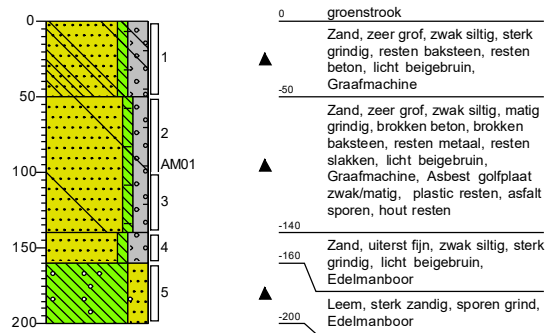 0
50
100
150
200
1
2
AM01
3
4
5
0
groenstrook
Zand, zeer grof, zwak siltig, sterk
grindig, resten baksteen, resten
beton, licht beigebruin,
Graafmachine
-50
Zand, zeer grof, zwak siltig, matig
grindig, brokken beton, brokken
baksteen, resten metaal, resten
slakken, licht beigebruin,
Graafmachine, Asbest golfplaat
zwak/matig, plastic resten, asfalt
sporen, hout resten
-140
Zand, uiterst fijn, zwak siltig, sterk
grindig, licht beigebruin,
Edelmanboor
-160
Leem, sterk zandig, sporen grind,
Edelmanboor
-200